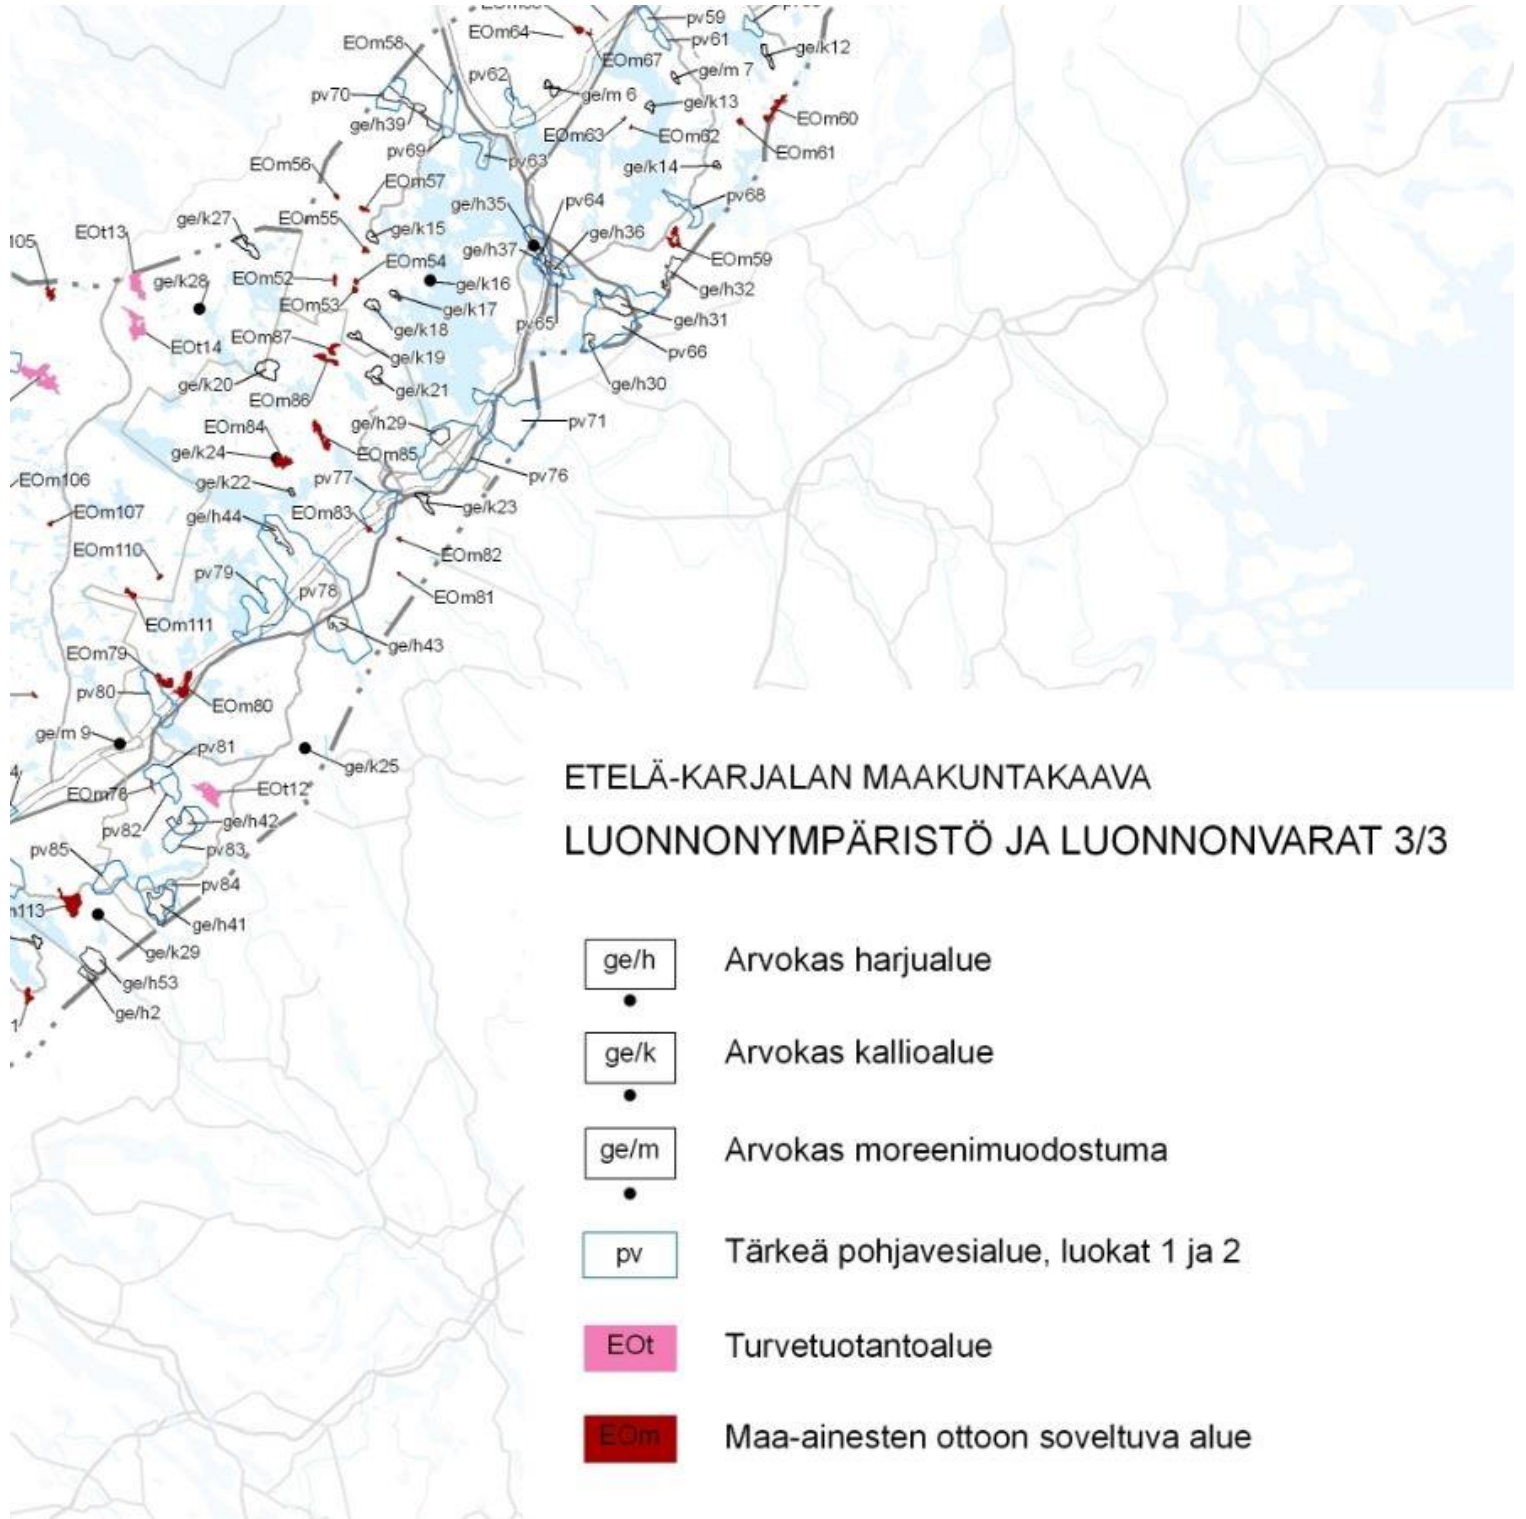 pv59
EOm64
pv61
EOm58
ge/k12
EOm67
ge/m 7
pv62
pv70
ge/m 6
ge/k13
EOm60
ge/h39
EOm63
EOm62
pv69
EOm61
pv63
EOm56
ge/k14
EOm57
pv68
ge/h35
pv64
ge/k27
EOm55
EOt13
ge/k15
ge/h36
105
ge/h37
EOm54
EOm59
ge/k28
EOm52
ge/k16
ge/h32
EOm53
ge/k17
ge/h31
pv65
ge/k18
EOm87
EOt14
pv66
ge/k19
ge/k20
ge/h30
ge/k21
EOm86
pv71
EOm84
ge/h29
ge/k24
EOm85
pv76
EOm106
pv77
ge/k22
ge/k23
EOm107
EOm83
ge/h44
EOm110
EOm82
pv79
pv78
EOm81
EOm111
ge/h43
EOm79
pv80
EOm80
ge/m 9
pv81
ge/k25
EOt12
ge/h42
pv82
pv85
pv83
pv84
113
ge/h41
ge/k29
ge/h53
ge/h2
1
ETELÄ-KARJALAN MAAKUNTAKAAVA
LUONNONYMPÄRISTÖ JA LUONNONVARAT 3/3
ge/h Arvokas harjualue
ge/k Arvokas kallioalue
ge/m Arvokas moreenimuodostuma
pv Tärkeä pohjavesialue, luokat 1 ja 2
EOt Turvetuotantoalue
EOm Maa-ainesten ottoon soveltuva alue